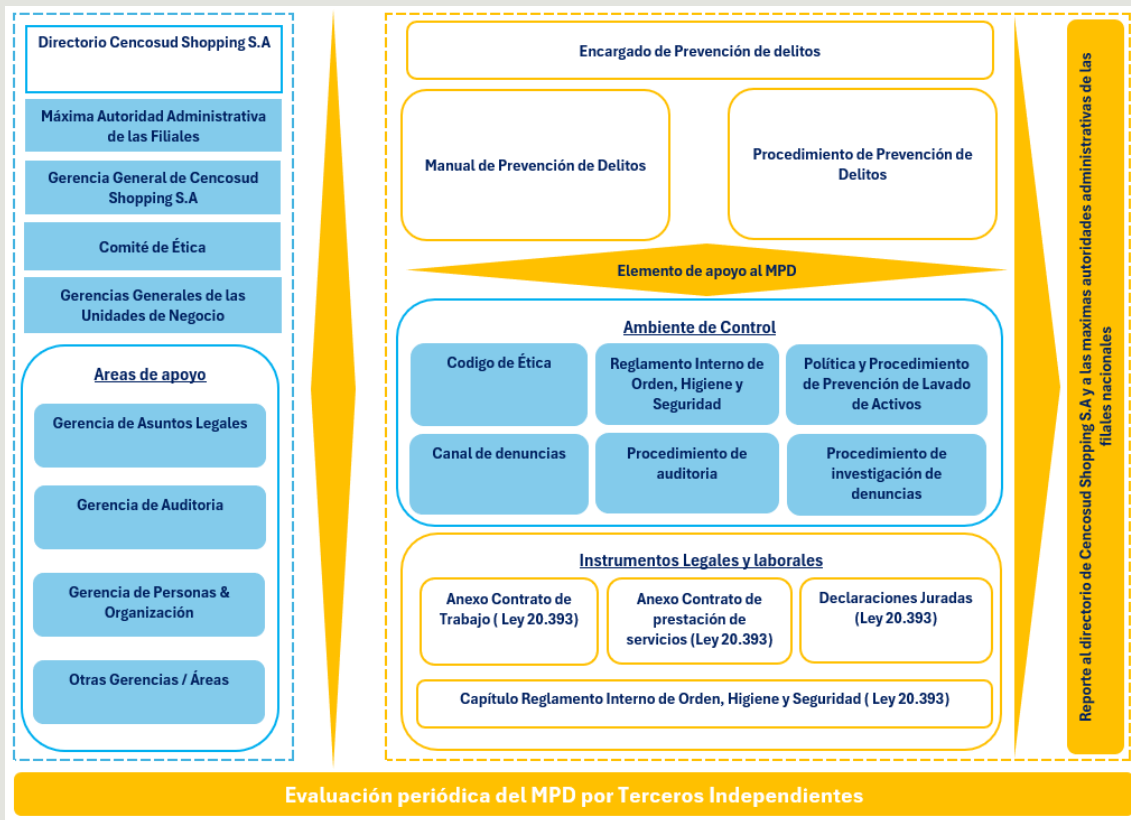 Directorio Cencosud Shopping S.A
Máxima Autoridad Administrativa
de las Filiales
Gerencia General de Cencosud
Shopping S.A
Comité de Ética
Gerencias Generales de las
Unidades de Negocio
Areas de apoyo
Gerencia de Asuntos Legales
Gerencia de Auditoria
Gerencia de Personas &
Organización
Otras Gerencias / Áreas
Encargado de Prevención de delitos
Manual de Prevención de Delitos
Procedimiento de Prevención de
Delitos
Elemento de apoyo al MPD
Ambiente de Control
Codigo de Ética
Reglamento Interno de
Orden, Higiene y
Seguridad
Política y Procedimiento
de Prevención de Lavado
de Activos
Canal de denuncias
Procedimiento de
auditoria
Procedimiento de
investigación de
denuncias
Instrumentos Legales y laborales
Anexo Contrato de
Trabajo ( Ley 20.393)
Anexo Contrato de
prestación de
servicios (Ley 20.393)
Declaraciones Juradas
(Ley 20.393)
Capítulo Reglamento Interno de Orden, Higiene y Seguridad ( Ley 20.393)
Reporte al directorio de Cencosud Shopping S.A y a las maximas autoridades administrativas de las
filales nacionales
Evaluación periódica del MPD por Terceros Independientes